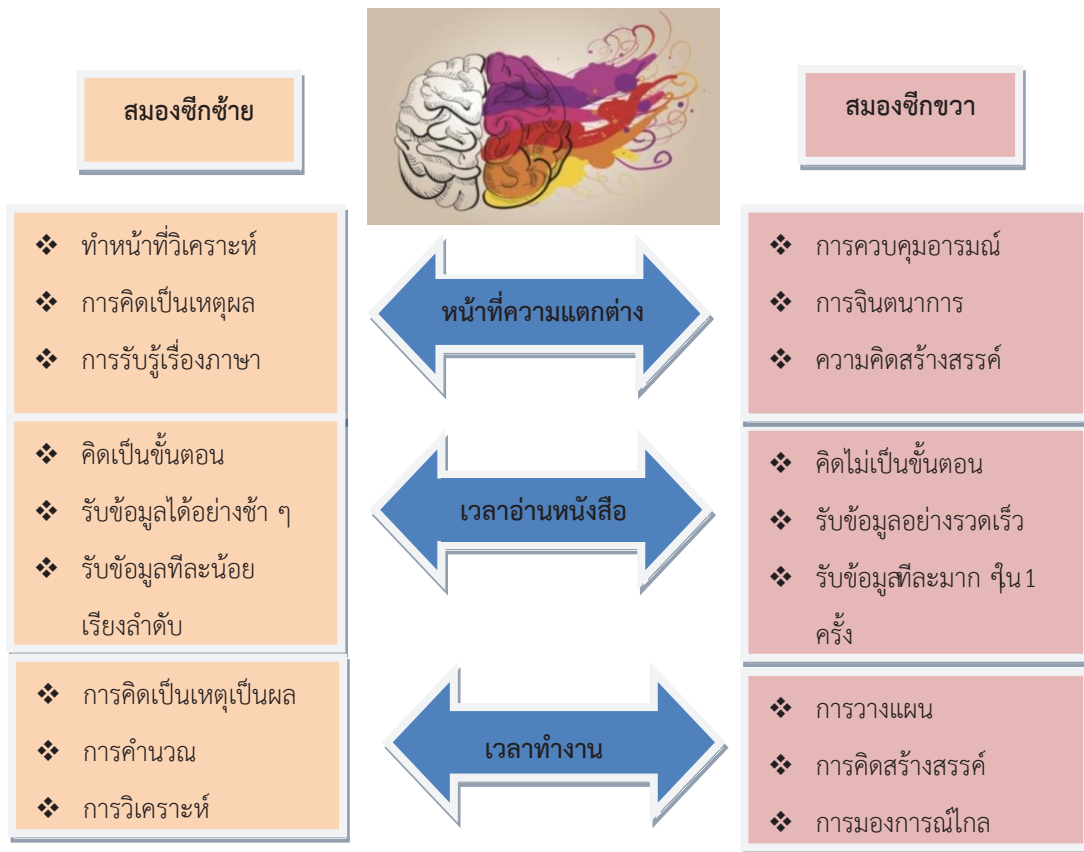 สมองซีกซ้าย
สมองซีกขวา
❖ ทำหน้าที่วิเคราะห์
❖ การคิดเป็นเหตุผล
❖ การรับรู้เรื่องภาษา
หน้าที่ความแตกต่าง
❖ การควบคุมอารมณ์
❖ การจินตนาการ
❖ ความคิดสร้างสรรค์
❖ คิดเป็นขั้นตอน
❖ รับข้อมูลได้อย่างช้า ๆ
❖ รับข้อมูลทีละน้อย
เรียงลำดับ
เวลาอ่านหนังสือ
❖ คิดไม่เป็นขั้นตอน
❖ รับข้อมูลอย่างรวดเร็ว
❖ รับข้อมูลทีละมาก ๆใน 1
ครั้ง
❖ การคิดเป็นเหตุเป็นผล
❖ การคำนวณ
❖ การวิเคราะห์
เวลาทำงาน
❖ การวางแผน
❖ การคิดสร้างสรรค์
❖ การมองการณ์ไกล